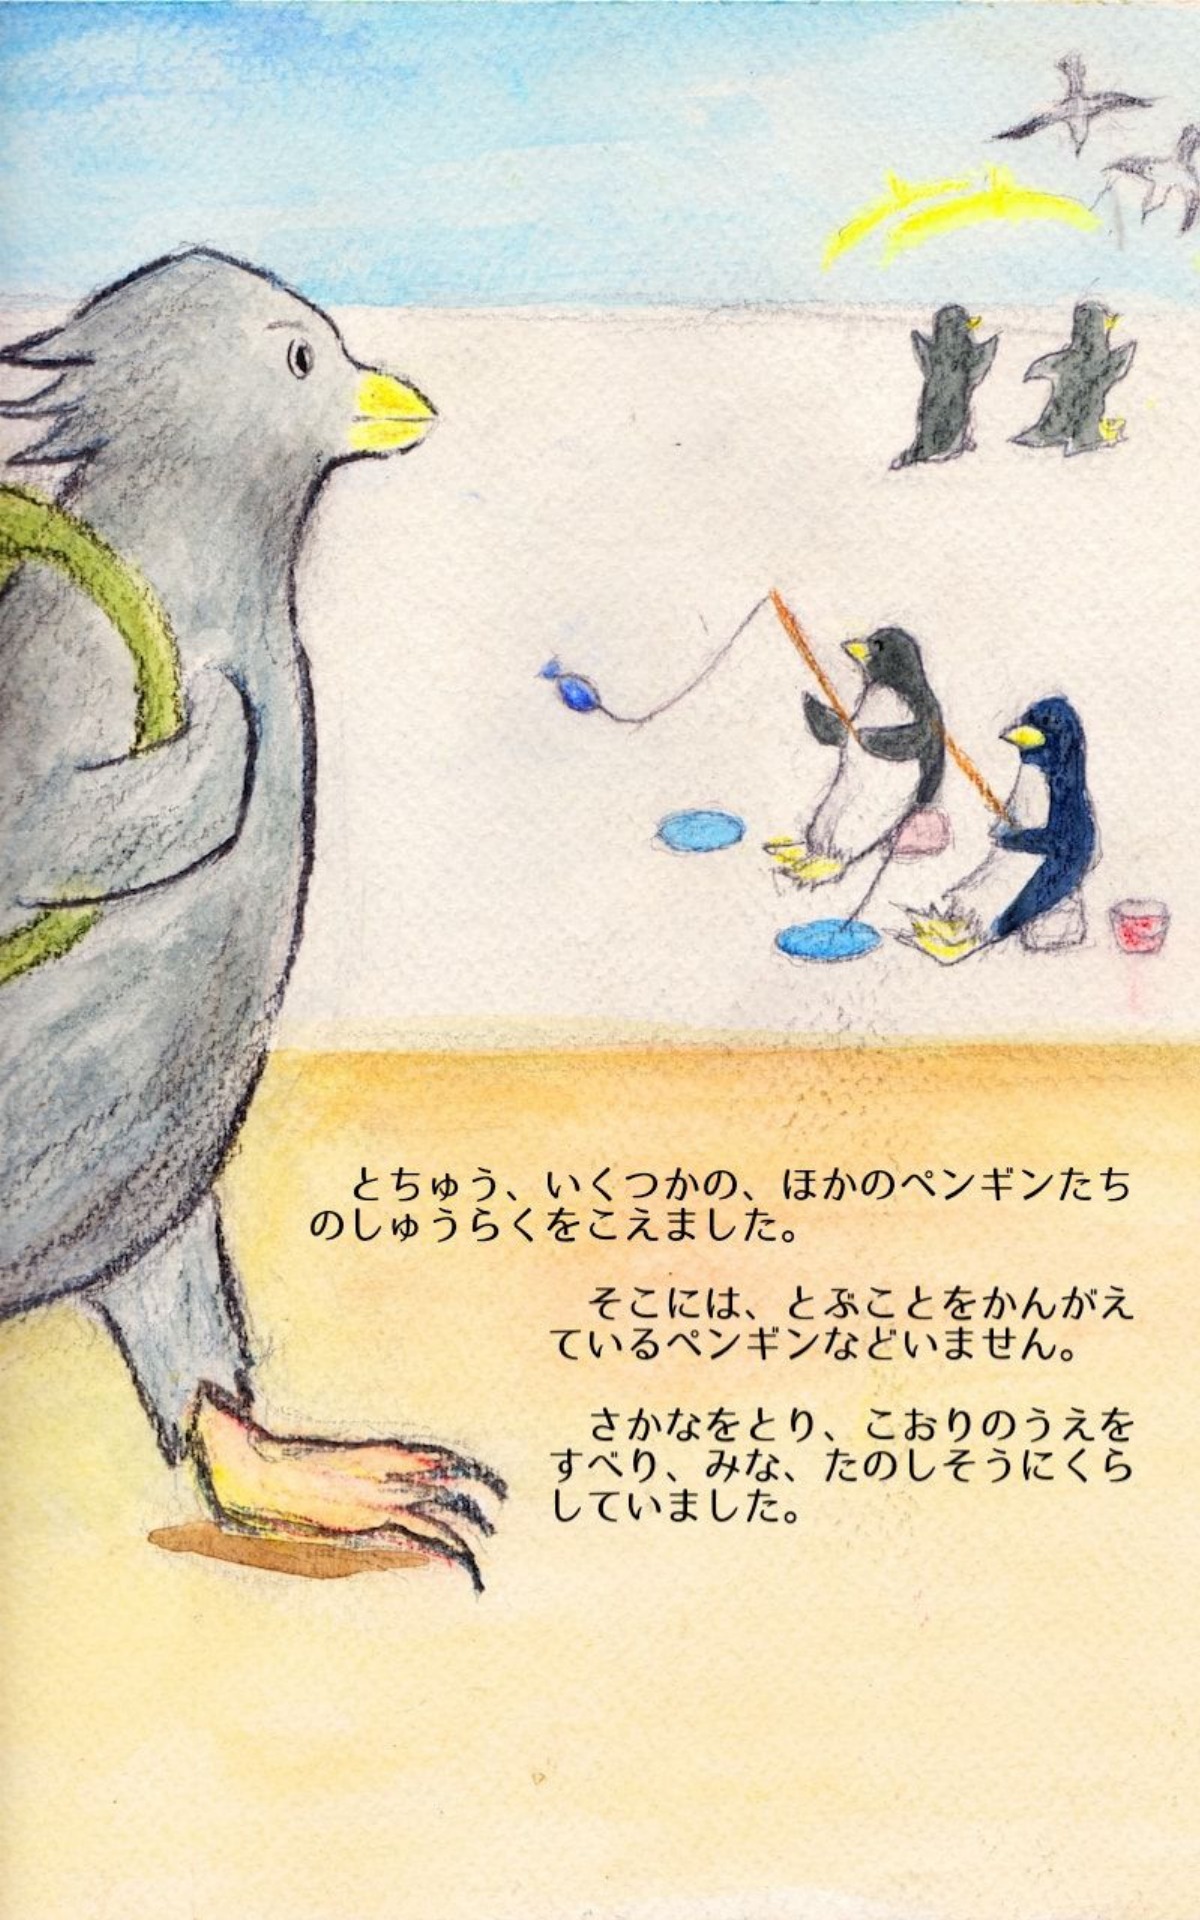 とちゅう、いくつかの、ほかのペンギンたち
のしゅうらくをこえました。
そこには、とぶことをかんがえ
ているペンギンなどいません。
さかなをとり、こおりのうえを
すべり、みな、たのしそうにくら
していました。